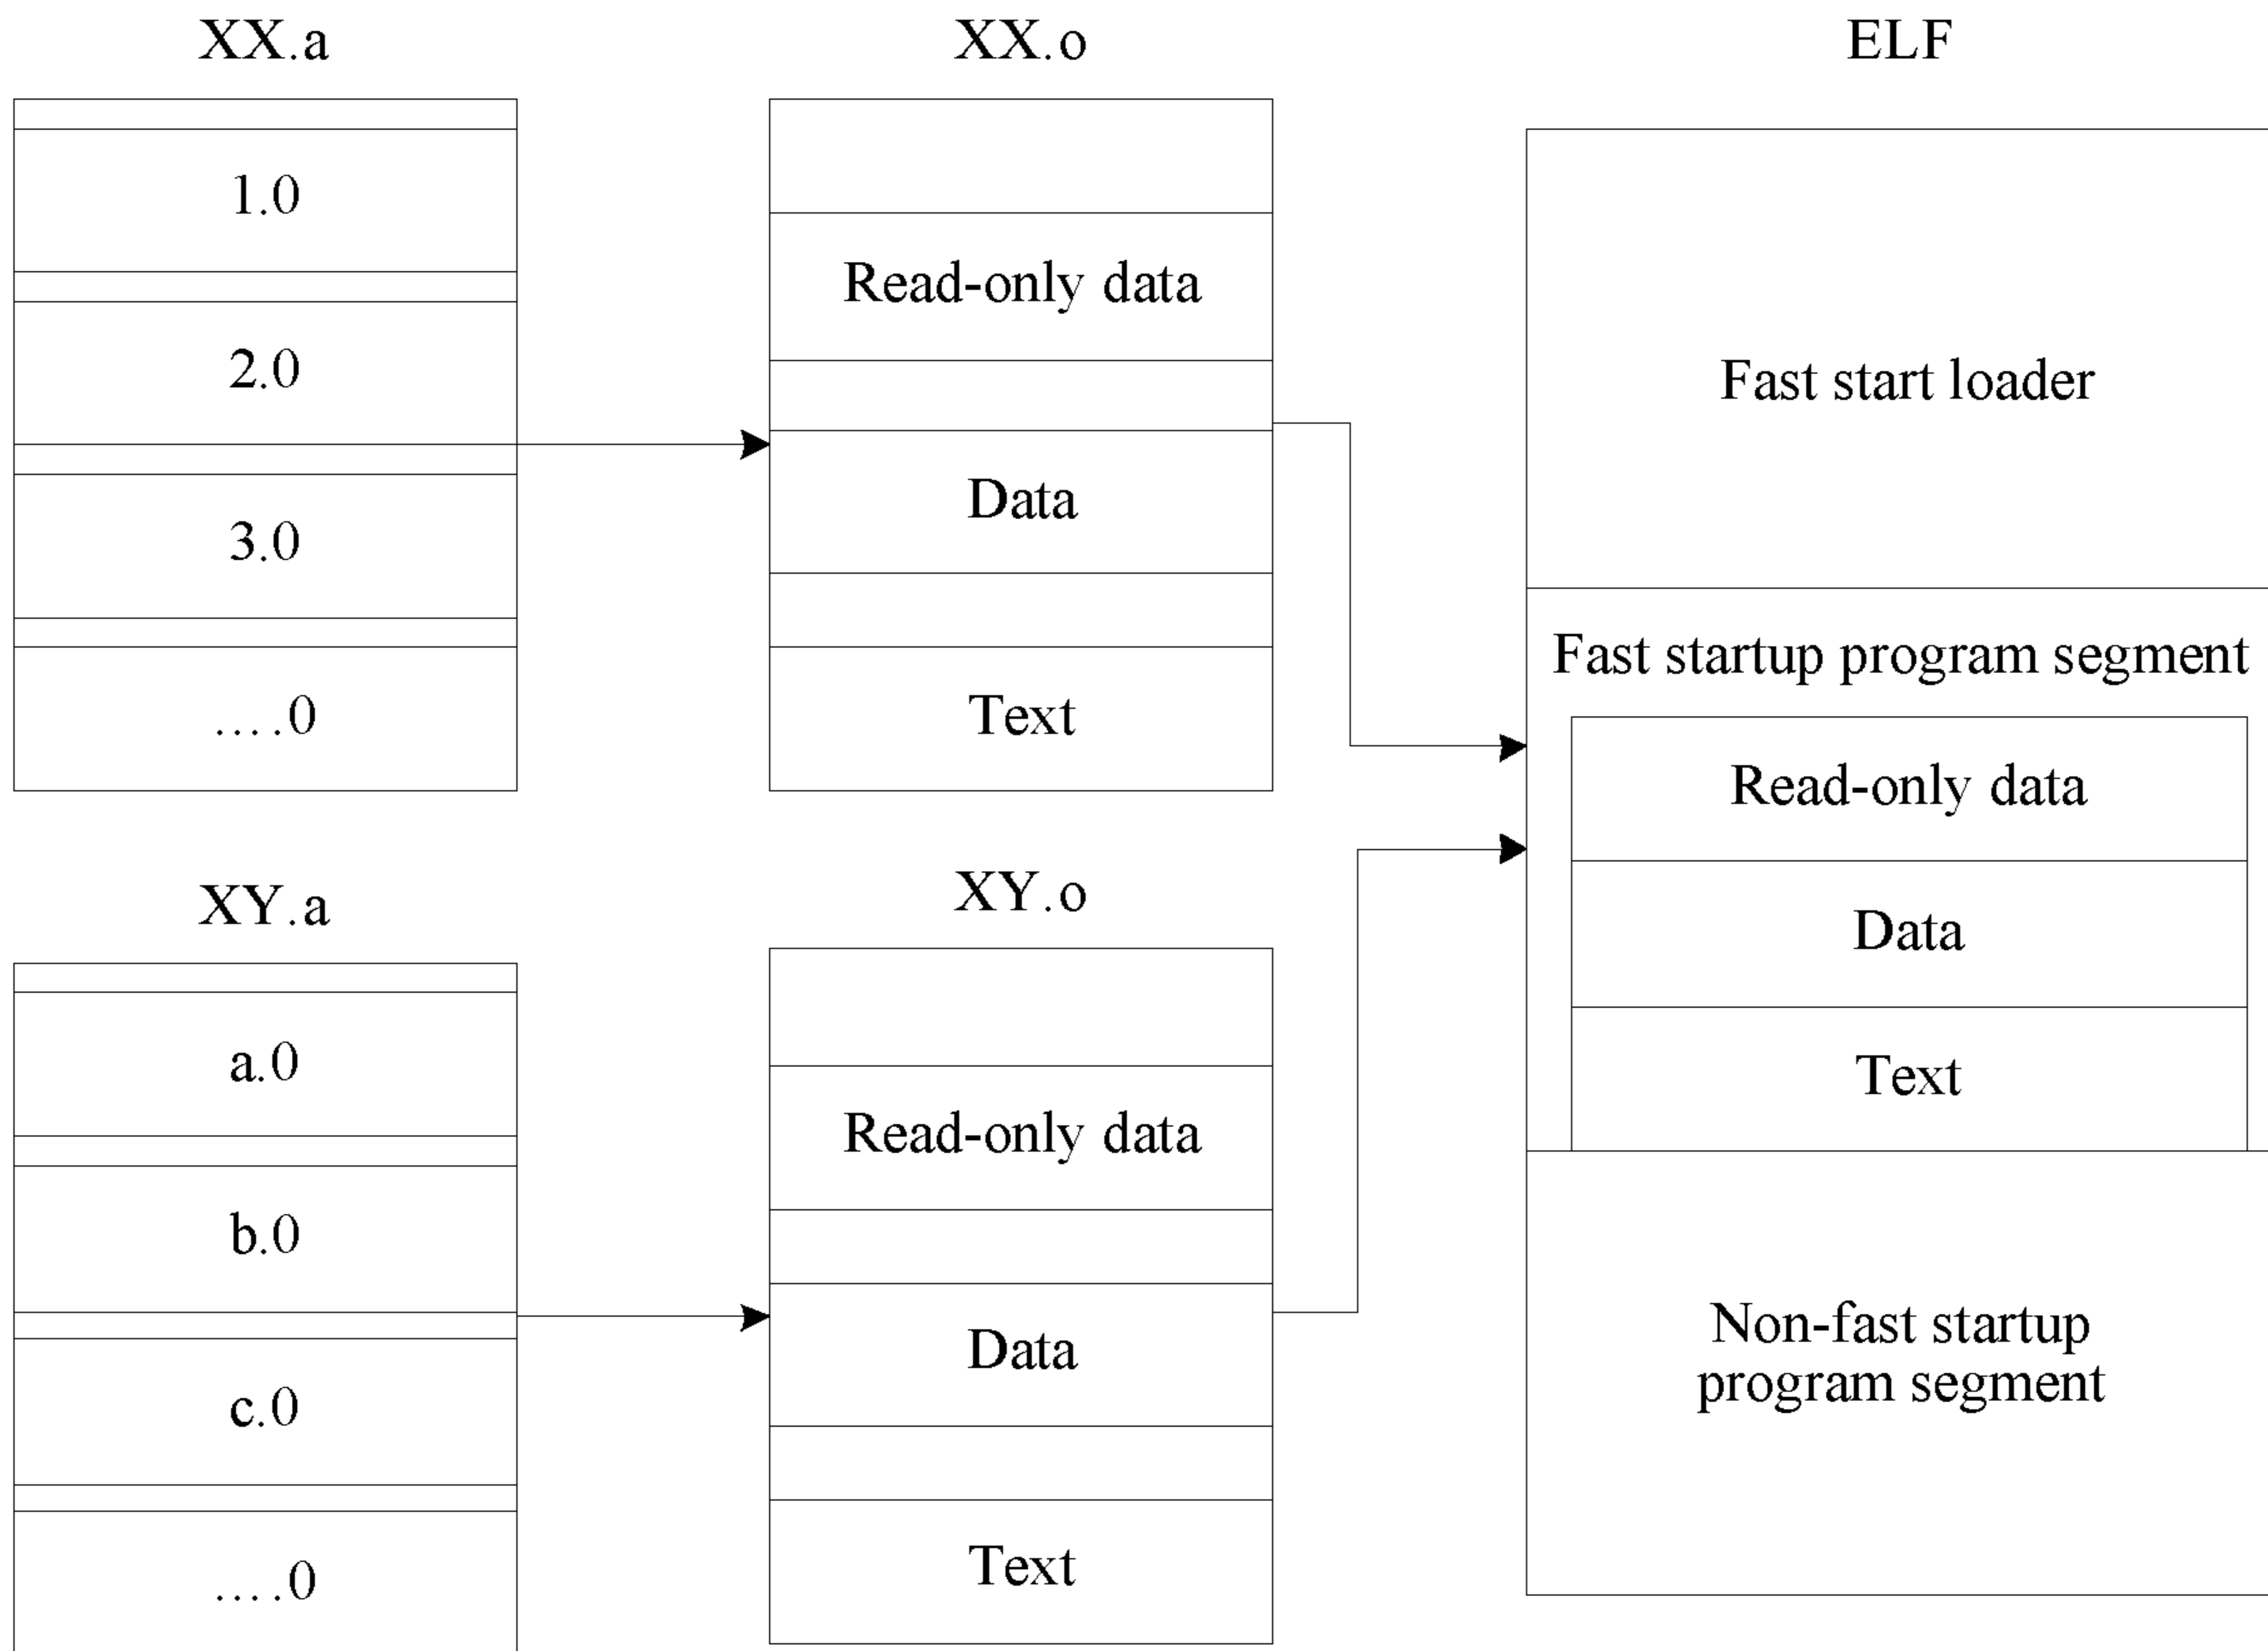 XX.a
1.0
2.0
3.0
....0
XX.o
Read-only data
Data
Text
XY.a
a.0
b.0
c.0
....0
XY.o
Read-only data
Data
Text
ELF
Fast start loader
Fast startup program segment
Read-only data
Data
Text
Non-fast startup
program segment